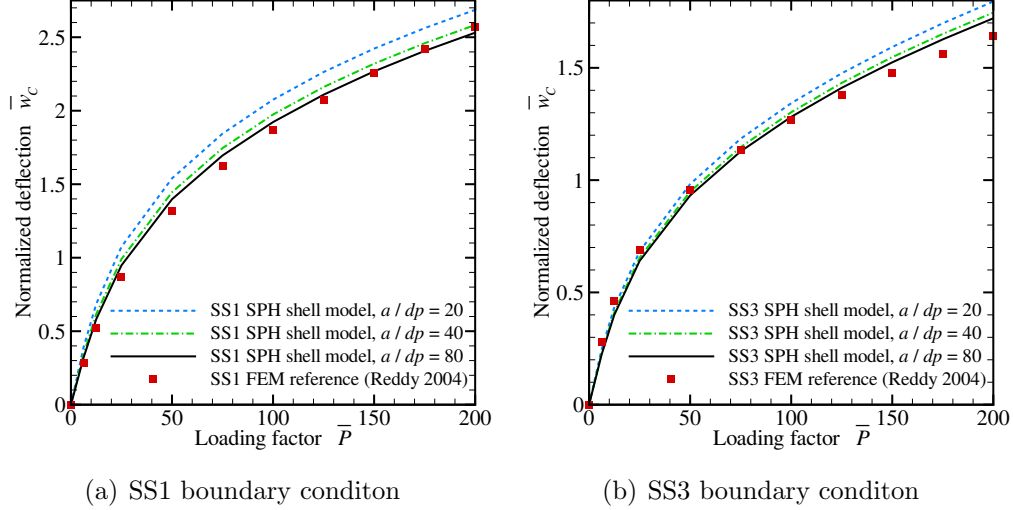 2.5
2
1.5
1
0.5
0
Normalized deflection w̅_C
SS1 SPH shell model, a / dp = 20
SS1 SPH shell model, a / dp = 40
SS1 SPH shell model, a / dp = 80
SS1 FEM reference (Reddy 2004)
0 50 100 150 200
Loading factor P̅
(a) SS1 boundary conditon
1.5
1
0.5
0
Normalized deflection w̅_C
SS3 SPH shell model, a / dp = 20
SS3 SPH shell model, a / dp = 40
SS3 SPH shell model, a / dp = 80
SS3 FEM reference (Reddy 2004)
0 50 100 150 200
Loading factor P̅
(b) SS3 boundary conditon